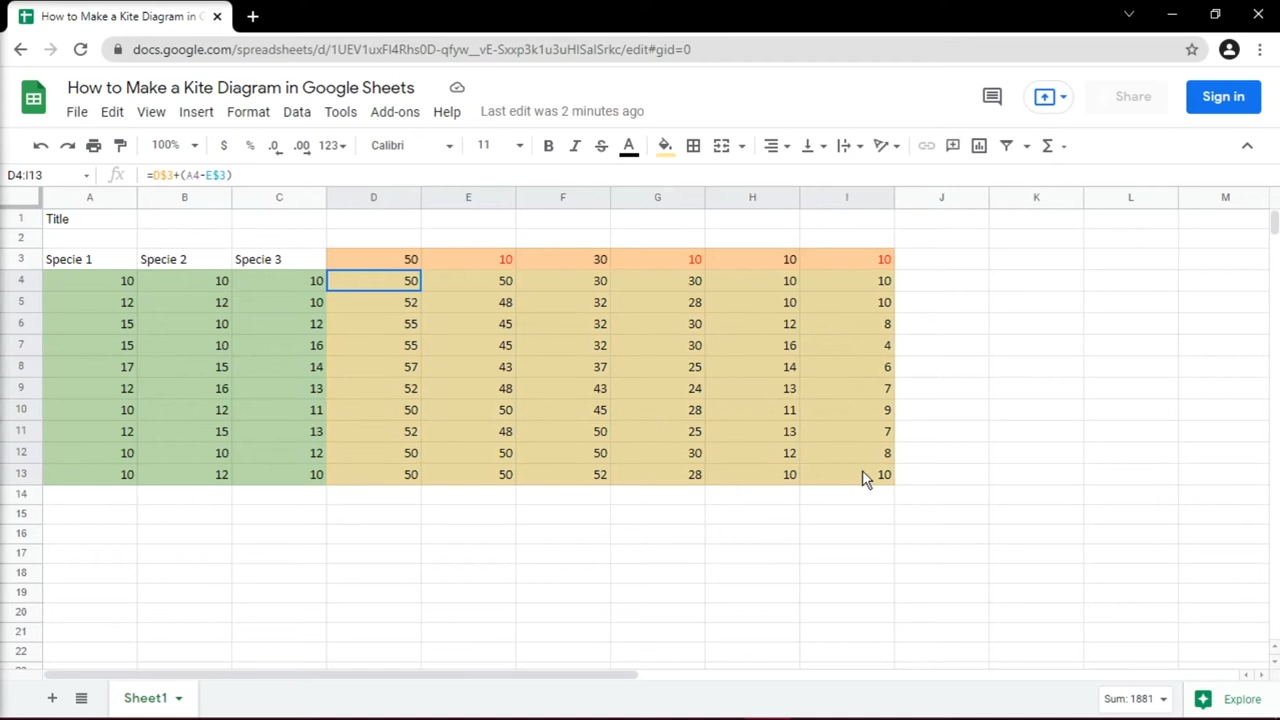 How to Make a Kite Diagram in G
docs.google.com/spreadsheets/d/1UEV1uxFI4Rhs0D-qfyw__vE-Sxxp3k1u3uHISalSrkc/edit#gid=0
How to Make a Kite Diagram in Google Sheets
Share
Sign in
File Edit View Insert Format Data Tools Add-ons Help Last edit was 2 minutes ago
100% $ % .0 .00 123 Calibri 11 B I S A Σ
D4:I13 fx =D$3+(A4-E$3)
A B C D E F G H I J K L M
1 Title
2
3 Specie 1 Specie 2 Specie 3 50 10 30 10 10 10
4 10 10 10 50 50 30 30 10 10
5 12 12 10 52 48 32 28 10 10
6 15 10 12 55 45 32 30 12 8
7 15 10 16 55 45 32 30 16 4
8 17 15 14 57 43 37 25 14 6
9 12 16 13 52 48 43 24 13 7
10 10 12 11 50 50 45 28 11 9
11 12 15 13 52 48 50 25 13 7
12 10 10 12 50 50 50 30 12 8
13 10 12 10 50 50 52 28 10 10
14
15
16
17
18
19
20
21
22
Sheet1 Sum: 1881 Explore